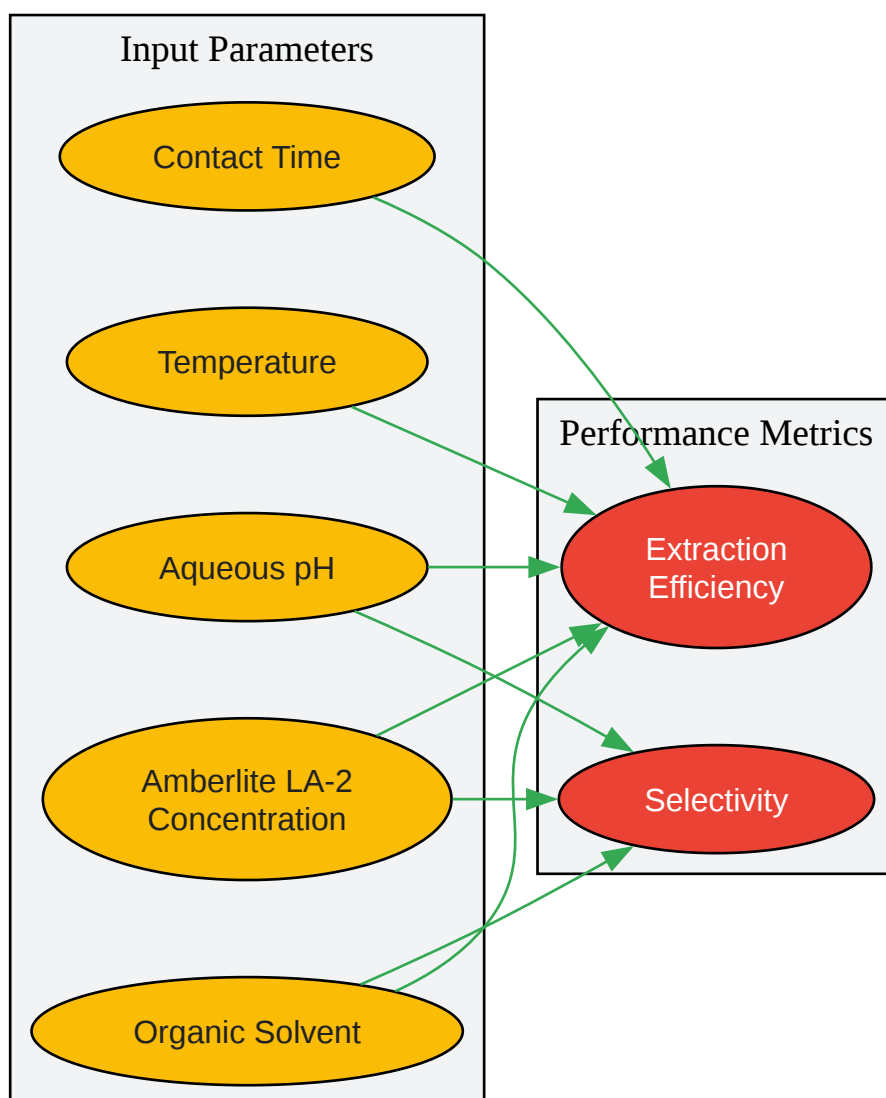 Input Parameters
Contact Time
Temperature
Aqueous pH
Amberlite LA-2
Concentration
Organic Solvent
Performance Metrics
Extraction
Efficiency
Selectivity